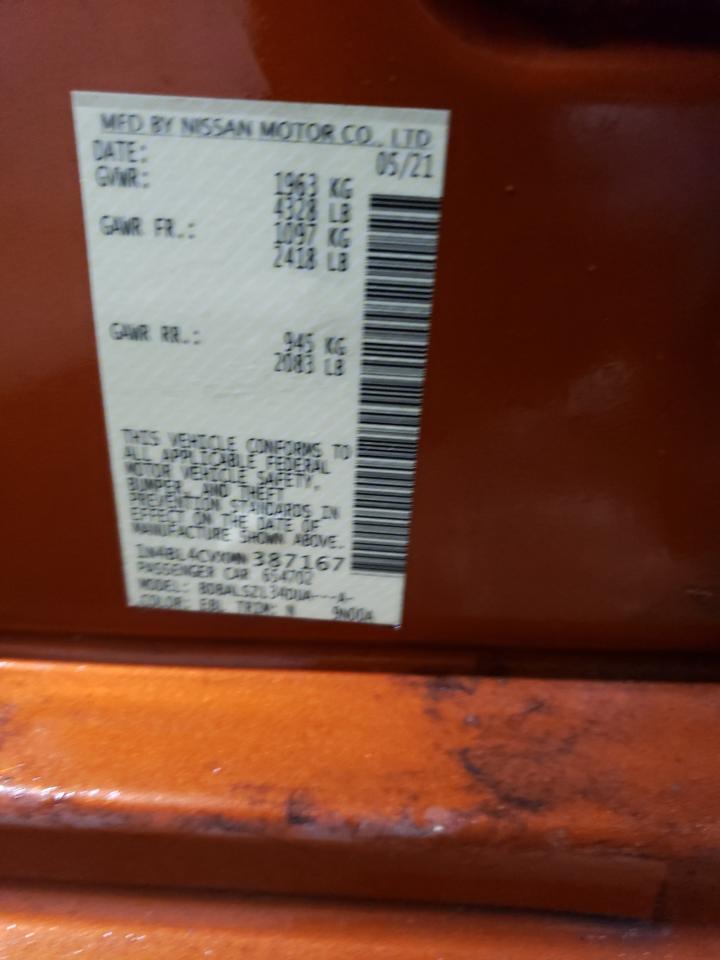 MFD BY NISSAN MOTOR CO., LTD
DATE: 05/21
GVWR: 1963 KG
4328 LB
GAWR FR.: 1097 KG
2418 LB
GAWR RR.: 945 KG
2083 LB
THIS VEHICLE CONFORMS TO
ALL APPLICABLE FEDERAL
MOTOR VEHICLE SAFETY,
BUMPER, AND THEFT
PREVENTION STANDARDS IN
EFFECT ON THE DATE OF
MANUFACTURE SHOWN ABOVE.
1N4BL4CVXMN 387167
PASSENGER CAR 654702
MODEL:
COLOR: EBL TRIM: